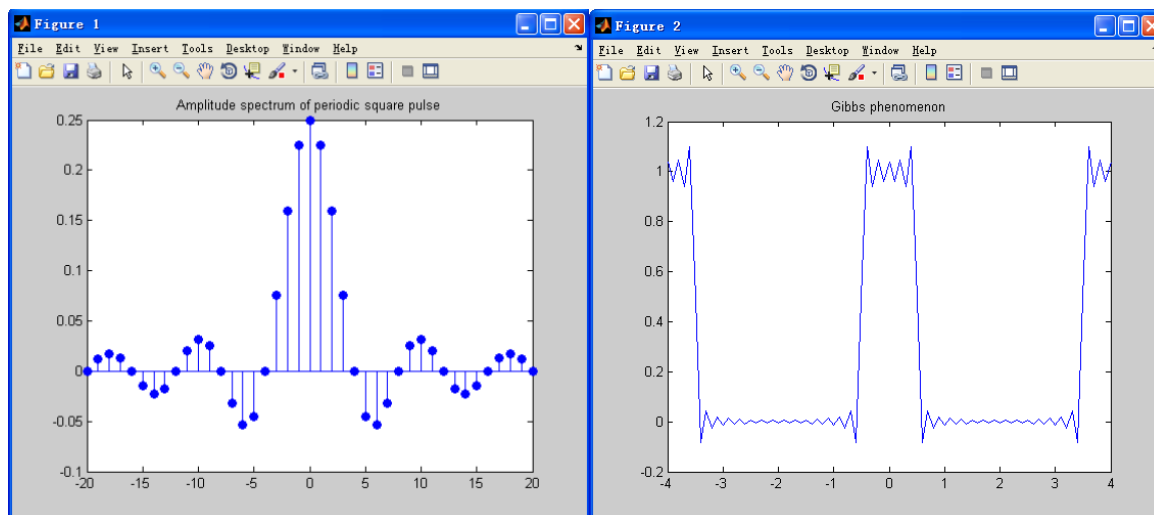 Figure 1
File Edit View Insert Tools Desktop Window Help
Amplitude spectrum of periodic square pulse
0.25
0.2
0.15
0.1
0.05
0
-0.05
-0.1
-20 -15 -10 -5 0 5 10 15 20
Figure 2
File Edit View Insert Tools Desktop Window Help
Gibbs phenomenon
1.2
1
0.8
0.6
0.4
0.2
0
-0.2
-4 -3 -2 -1 0 1 2 3 4